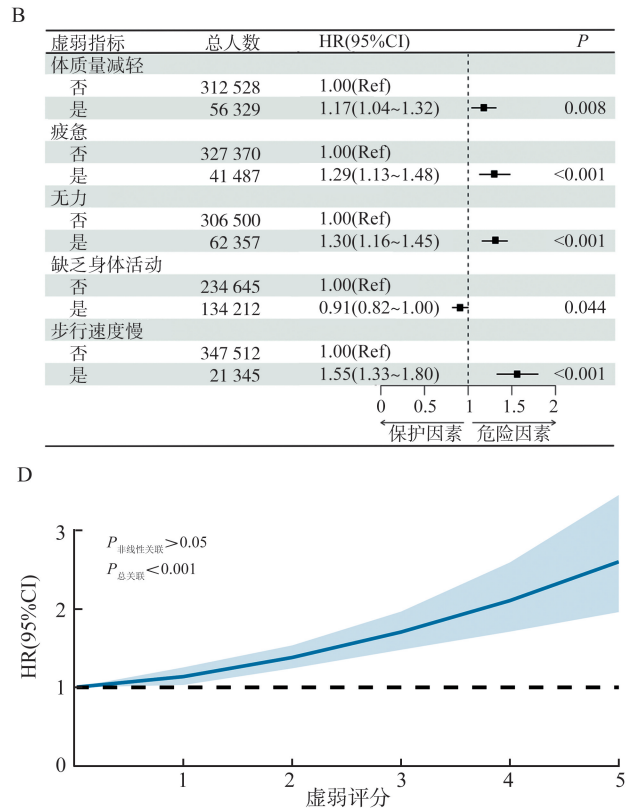 B
虚弱指标 总人数 HR(95%CI) P
体质量减轻
否 312 528 1.00(Ref)
是 56 329 1.17(1.04~1.32) 0.008
疲惫
否 327 370 1.00(Ref)
是 41 487 1.29(1.13~1.48) <0.001
无力
否 306 500 1.00(Ref)
是 62 357 1.30(1.16~1.45) <0.001
缺乏身体活动
否 234 645 1.00(Ref)
是 134 212 0.91(0.82~1.00) 0.044
步行速度慢
否 347 512 1.00(Ref)
是 21 345 1.55(1.33~1.80) <0.001
0 0.5 1 1.5 2
保护因素 危险因素
D
P非线性关联>0.05
P总关联<0.001
HR(95%CI)
3
2
1
0
1 2 3 4 5
虚弱评分